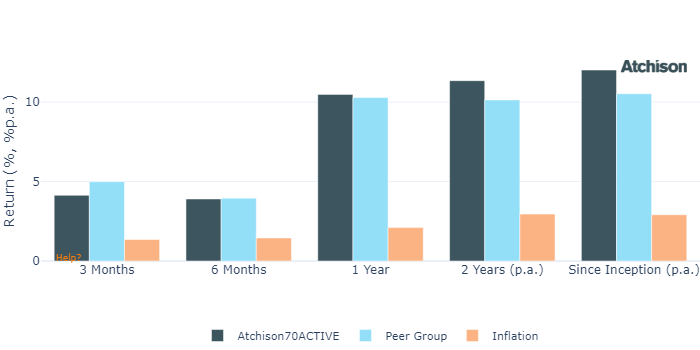 Atchison
Return (%, %p.a.)
10
5
0
Help?
3 Months
6 Months
1 Year
2 Years (p.a.)
Since Inception (p.a.)
Atchison70ACTIVE
Peer Group
Inflation